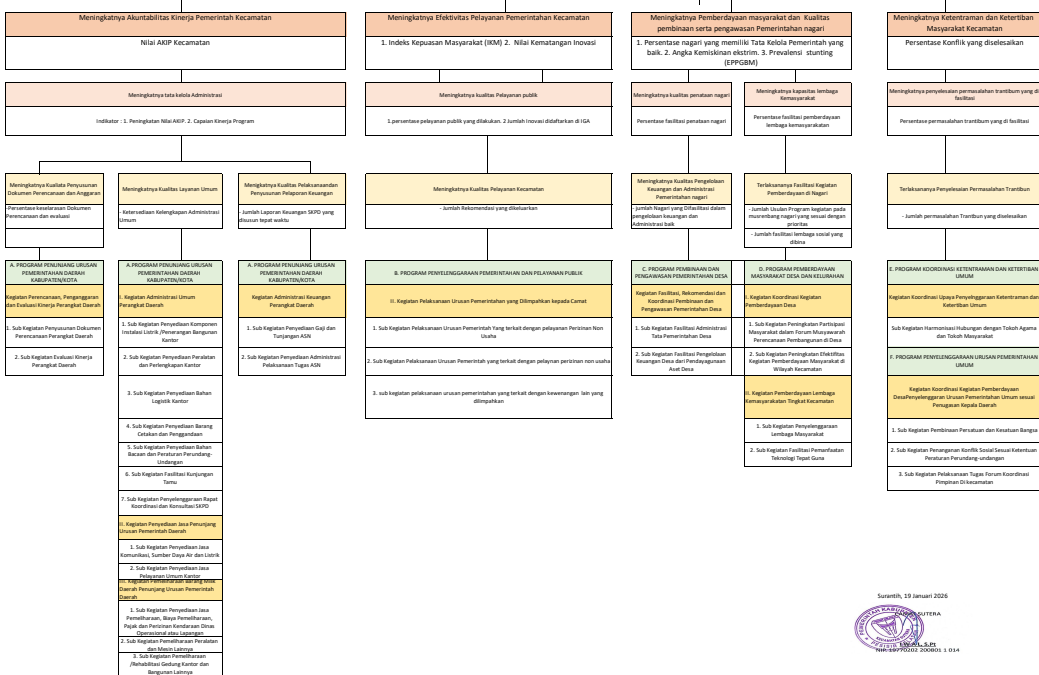 Meningkatnya Akuntabilitas Kinerja Pemerintah Kecamatan
Nilai AKIP Kecamatan
Meningkatnya tata kelola Administrasi
Indikator : 1. Peningkatan Nilai AKIP. 2. Capaian Kinerja Program
Meningkatnya Kualiata Penyusunan
Dokumen Perencanaan dan Anggaran
-Persentase keselarasan Dokumen
Perencanaan dan evaluasi
A. PROGRAM PENUNJANG URUSAN
PEMERINTAHAN DAERAH
KABUPATEN/KOTA
Kegiatan Perencanaan, Penganggaran
dan Evaluasi Kinerja Perangkat Daerah
1. Sub Kegiatan Penyusunan Dokumen
Perencanaan Perangkat Daerah
2. Sub Kegiatan Evaluasi Kinerja
Perangkat Daerah
Meningkatnya Kualitas Layanan Umum
- Ketersediaan Kelengkapan Administrasi
Umum
A.PROGRAM PENUNJANG URUSAN
PEMERINTAHAN DAERAH
KABUPATEN/KOTA
I. Kegiatan Administrasi Umum
Perangkat Daerah
1. Sub Kegiatan Penyediaan Komponen
Instalasi Listrik /Penerangan Bangunan
Kantor
2. Sub Kegiatan Penyediaan Peralatan
dan Perlengkapan Kantor
3. Sub Kegiatan Penyediaan Bahan
Logistik Kantor
4. Sub Kegiatan Penyediaan Barang
Cetakan dan Penggandaan
5. Sub Kegiatan Penyediaan Bahan
Bacaan dan Peraturan Perundang-
Undangan
6. Sub Kegiatan Fasilitasi Kunjungan
Tamu
7. Sub Kegiatan Penyelenggaraan Rapat
Koordinasi dan Konsultasi SKPD
II. Kegiatan Penyediaan Jasa Penunjang
Urusan Pemerintah Daerah
1. Sub Kegiatan Penyediaan Jasa
Komunikasi, Sumber Daya Air dan Listrik
2. Sub Kegiatan Penyediaan Jasa
Pelayanan Umum Kantor
III. Kegiatan Pemeliharaan Barang Milik
Daerah Penunjang Urusan Pemerintah
Daerah
1. Sub Kegiatan Penyediaan Jasa
Pemeliharaan, Biaya Pemeliharaan,
Pajak dan Perizinan Kendaraan Dinas
Operasional atau Lapangan
2. Sub Kegiatan Pemeliharaan Peralatan
dan Mesin Lainnya
3. Sub Kegiatan Pemeliharaan
/Rehabilitasi Gedung Kantor dan
Bangunan Lainnya
Meningkatnya Kualitas Pelaksanaandan
Penyusunan Pelaporan Keuangan
- Jumlah Laporan Keuangan SKPD yang
disusun tepat waktu
A. PROGRAM PENUNJANG URUSAN
PEMERINTAHAN DAERAH
KABUPATEN/KOTA
Kegiatan Administrasi Keuangan
Perangkat Daerah
1. Sub Kegiatan Penyediaan Gaji dan
Tunjangan ASN
2. Sub Kegiatan Penyediaan Administrasi
Pelaksanaan Tugas ASN
Meningkatnya Efektivitas Pelayanan Pemerintahan Kecamatan
1. Indeks Kepuasan Masyarakat (IKM) 2. Nilai Kematangan Inovasi
Meningkatnya kualitas Pelayanan publik
1.persentase pelayanan publik yang dilakukan. 2 Jumlah Inovasi didaftarkan di IGA
Meningkatnya Kualitas Pelayanan Kecamatan
- Jumlah Rekomendasi yang dikeluarkan
B. PROGRAM PENYELENGGARAAN PEMERINTAHAN DAN PELAYANAN PUBLIK
II. Kegiatan Pelaksanaan Urusan Pemerintahan yang Dilimpahkan kepada Camat
1. Sub Kegiatan Pelaksanaan Urusan Pemerintah Yang terkait dengan pelayanan Perizinan Non
Usaha
2. Sub Kegiatan Pelaksanaan Urusan Pemerintah yang terkait dengan pelaynan perizinan non usaha
3. sub kegiatan pelaksanaan urusan pemerintahan yang terkait dengan kewenangan lain yang
dilimpahkan
Meningkatnya Pemberdayaan masyarakat dan Kualitas
pembinaan serta pengawasan Pemerintahan nagari
1. Persentase nagari yang memiliki Tata Kelola Pemerintah yang
baik. 2. Angka Kemiskinan ekstrim. 3. Prevalensi stunting
(EPPGBM)
Meningkatnya kualitas penataan nagari
Persentase fasilitasi penataan nagari
Meningkatnya Kualitas Pengelolaan
Keuangan dan Administrasi
Pemerintahan nagari
- jumlah Nagari yang Difasilitasi dalam
pengelolaan keuangan dan
Administrasi baik
C. PROGRAM PEMBINAAN DAN
PENGAWASAN PEMERINTAHAN DESA
Kegiatan Fasilitasi, Rekomendasi dan
Koordinasi Pembinaan dan
Pengawasan Pemerintahan Desa
1. Sub Kegiatan Fasilitasi Administrasi
Tata Pemerintahan Desa
2. Sub Kegiatan Fasilitasi Pengelolaan
Keuangan Desa dari Pendayagunaan
Aset Desa
Meningkatnya kapasitas lembaga
Kemasyarakat
Persentase fasilitasi pemberdayaan
lembaga kemasyarakatan
Terlaksananya Fasilitasi Kegiatan
Pemberdayaan di Nagari
- Jumlah Usulan Program kegiatan pada
musrenbang nagari yang sesuai dengan
prioritas
- Jumlah fasilitasi lembaga sosial yang
dibina
D. PROGRAM PEMBERDAYAAN
MASYARAKAT DESA DAN KELURAHAN
I. Kegiatan Koordinasi Kegiatan
Pemberdayaan Desa
1. Sub Kegiatan Peningkatan Partisipasi
Masyarakat dalam Forum Musyawarah
Perencanaan Pembangunan di Desa
2. Sub Kegiatan Peningkatan Efektifitas
Kegiatan Pemberdayaan Masyarakat di
Wilayah Kecamatan
II. Kegiatan Pemberdayaan Lembaga
Kemasyarakatan Tingkat Kecamatan
1. Sub Kegiatan Penyelenggaraan
Lembaga Masyarakat
2. Sub Kegiatan Fasilitasi Pemanfaatan
Teknologi Tepat Guna
Meningkatnya Ketentraman dan Ketertiban
Masyarakat Kecamatan
Persentase Konflik yang diselesaikan
Meningkatnya penyelesaian permasalahan trantibum yang di
fasilitasi
Persentase permasalahan trantibum yang di fasilitasi
Terlaksananya Penyelesaian Permasalahan Trantibun
- Jumlah permasalahan Trantbun yang diselesaikan
E. PROGRAM KOORDINASI KETENTRAMAN DAN KETERTIBAN
UMUM
Kegiatan Koordinasi Upaya Penyelnggaraan Ketentraman dan
Ketertiban Umum
Sub Kegiatan Harmonisasi Hubungan dengan Tokoh Agama
dan Tokoh Masyarakat
F. PROGRAM PENYELENGGARAAN URUSAN PEMERINTAHAN
UMUM
Kegiatan Koordinasi Kegiatan Pemberdayaan
DesaPenyelenggaran Urusan Pemerintahan Umum sesuai
Penugasan Kepala Daerah
1. Sub Kegiatan Pembinaan Persatuan dan Kesatuan Bangsa
2. Sub Kegiatan Penanganan Konflik Sosial Sesuai Ketentuan
Peraturan Perundang-undangan
3. Sub Kegiatan Pelaksanaan Tugas Forum Koordinasi
Pimpinan Di kecamatan
Surantih, 19 Januari 2026
SUTERA
S.Pt
NIP. 19770202 200801 1 014